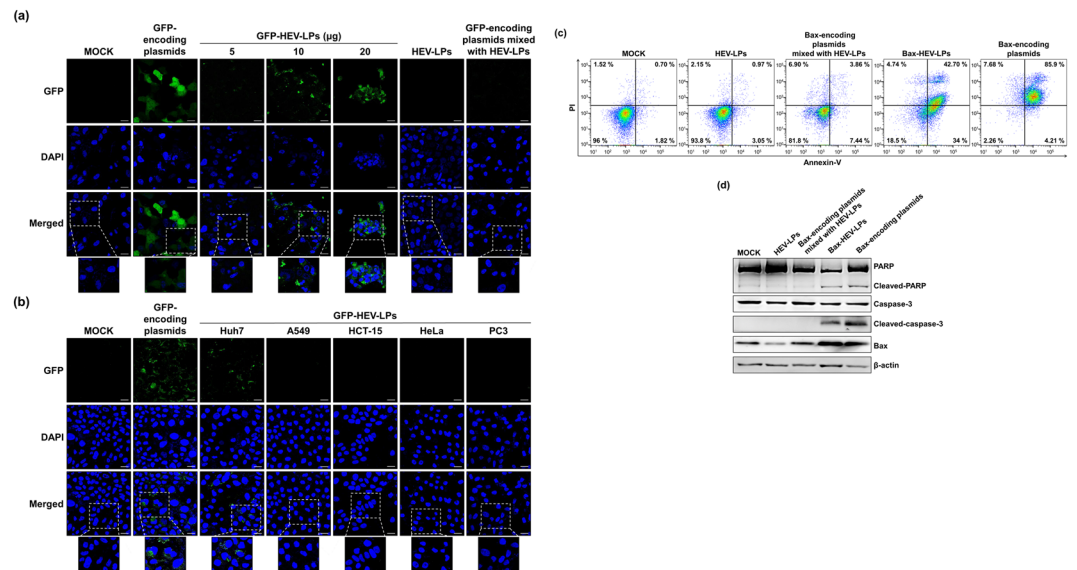 (a)
MOCK
GFP-
encoding
plasmids
GFP-HEV-LPs (µg)
5 10 20
HEV-LPs
GFP-encoding
plasmids mixed
with HEV-LPs
GFP
DAPI
Merged
(b)
MOCK
GFP-
encoding
plasmids
GFP-HEV-LPs
Huh7 A549 HCT-15 HeLa PC3
GFP
DAPI
Merged
(c)
MOCK
HEV-LPs
Bax-encoding
plasmids
mixed with HEV-LPs
Bax-HEV-LPs
Bax-encoding
plasmids
1.52 % 0.70 %
96 % 1.82 %
2.15 % 0.97 %
93.8 % 3.05 %
6.90 % 3.86 %
81.8 % 7.44 %
4.74 % 42.70 %
18.5 % 34 %
7.68 % 85.9 %
2.26 % 4.21 %
PI
Annexin-V
(d)
MOCK
HEV-LPs
Bax-encoding plasmids
mixed with HEV-LPs
Bax-HEV-LPs
Bax-encoding plasmids
PARP
Cleaved-PARP
Caspase-3
Cleaved-caspase-3
Bax
β-actin